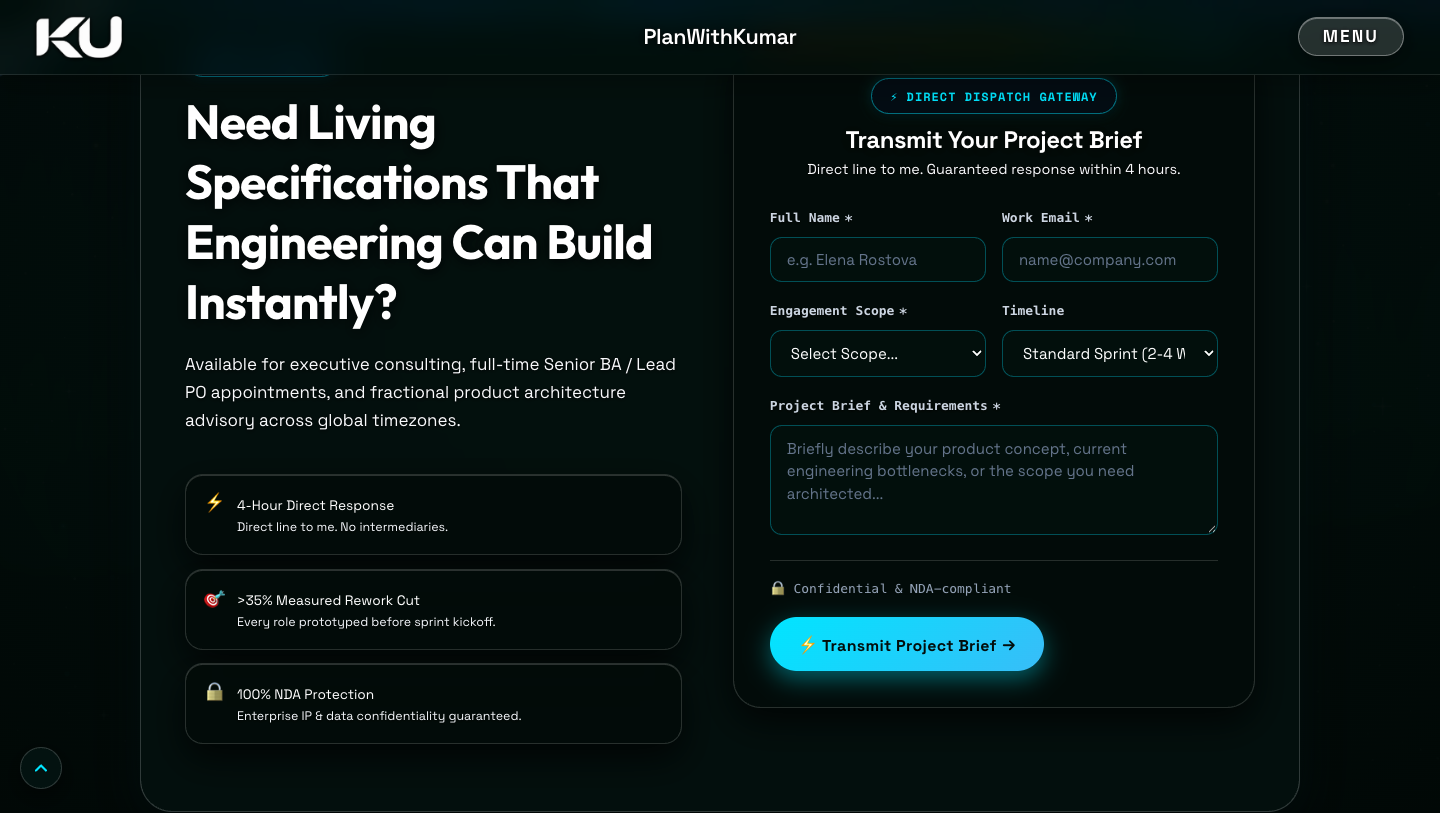 KU
PlanWithKumar
MENU
Need Living
Specifications That
Engineering Can Build
Instantly?
Available for executive consulting, full-time Senior BA / Lead
PO appointments, and fractional product architecture
advisory across global timezones.
⚡ 4-Hour Direct Response
Direct line to me. No intermediaries.
🎯 >35% Measured Rework Cut
Every role prototyped before sprint kickoff.
🔒 100% NDA Protection
Enterprise IP & data confidentiality guaranteed.
⚡ DIRECT DISPATCH GATEWAY
Transmit Your Project Brief
Direct line to me. Guaranteed response within 4 hours.
Full Name *
Work Email *
e.g. Elena Rostova
name@company.com
Engagement Scope *
Timeline
Select Scope...
Standard Sprint (2-4 W
Project Brief & Requirements *
Briefly describe your product concept, current
engineering bottlenecks, or the scope you need
architected...
🔒 Confidential & NDA-compliant
⚡ Transmit Project Brief →